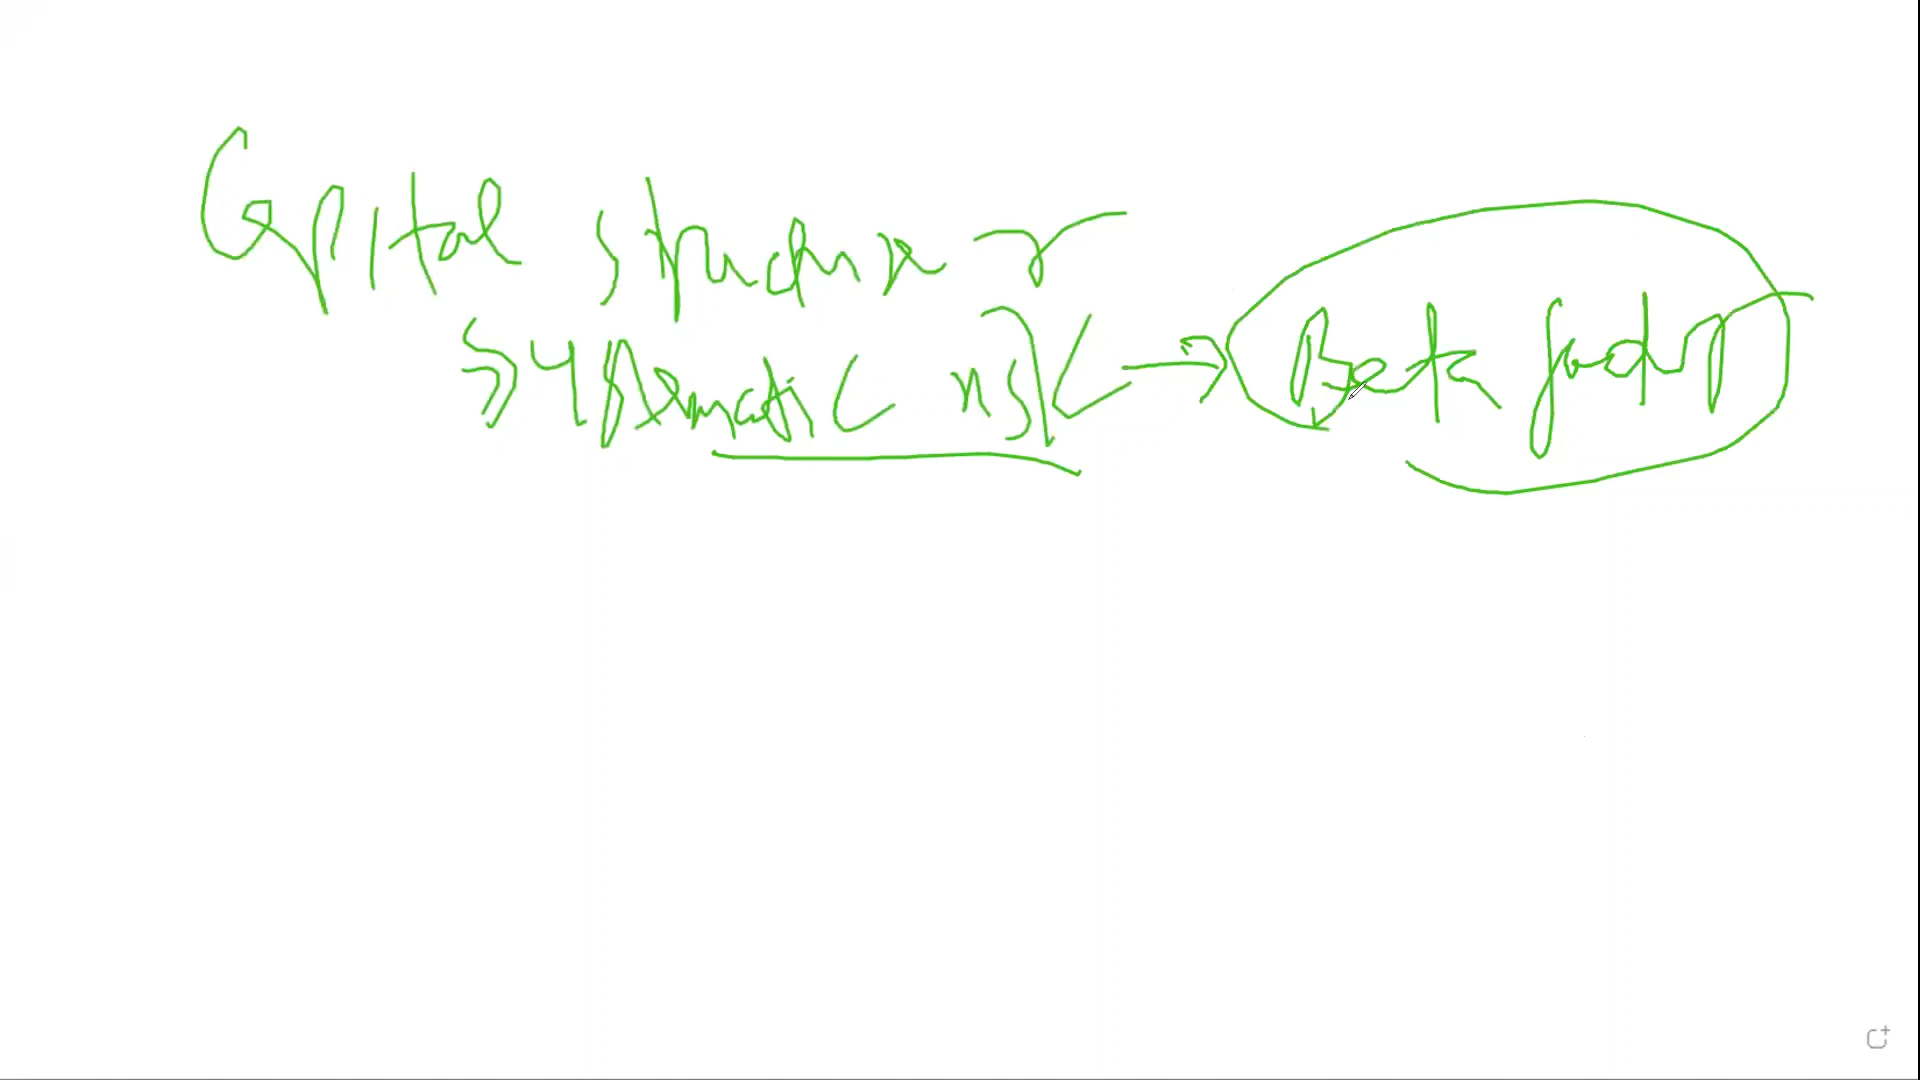 Capital structure r
systematic risk → Beta factor